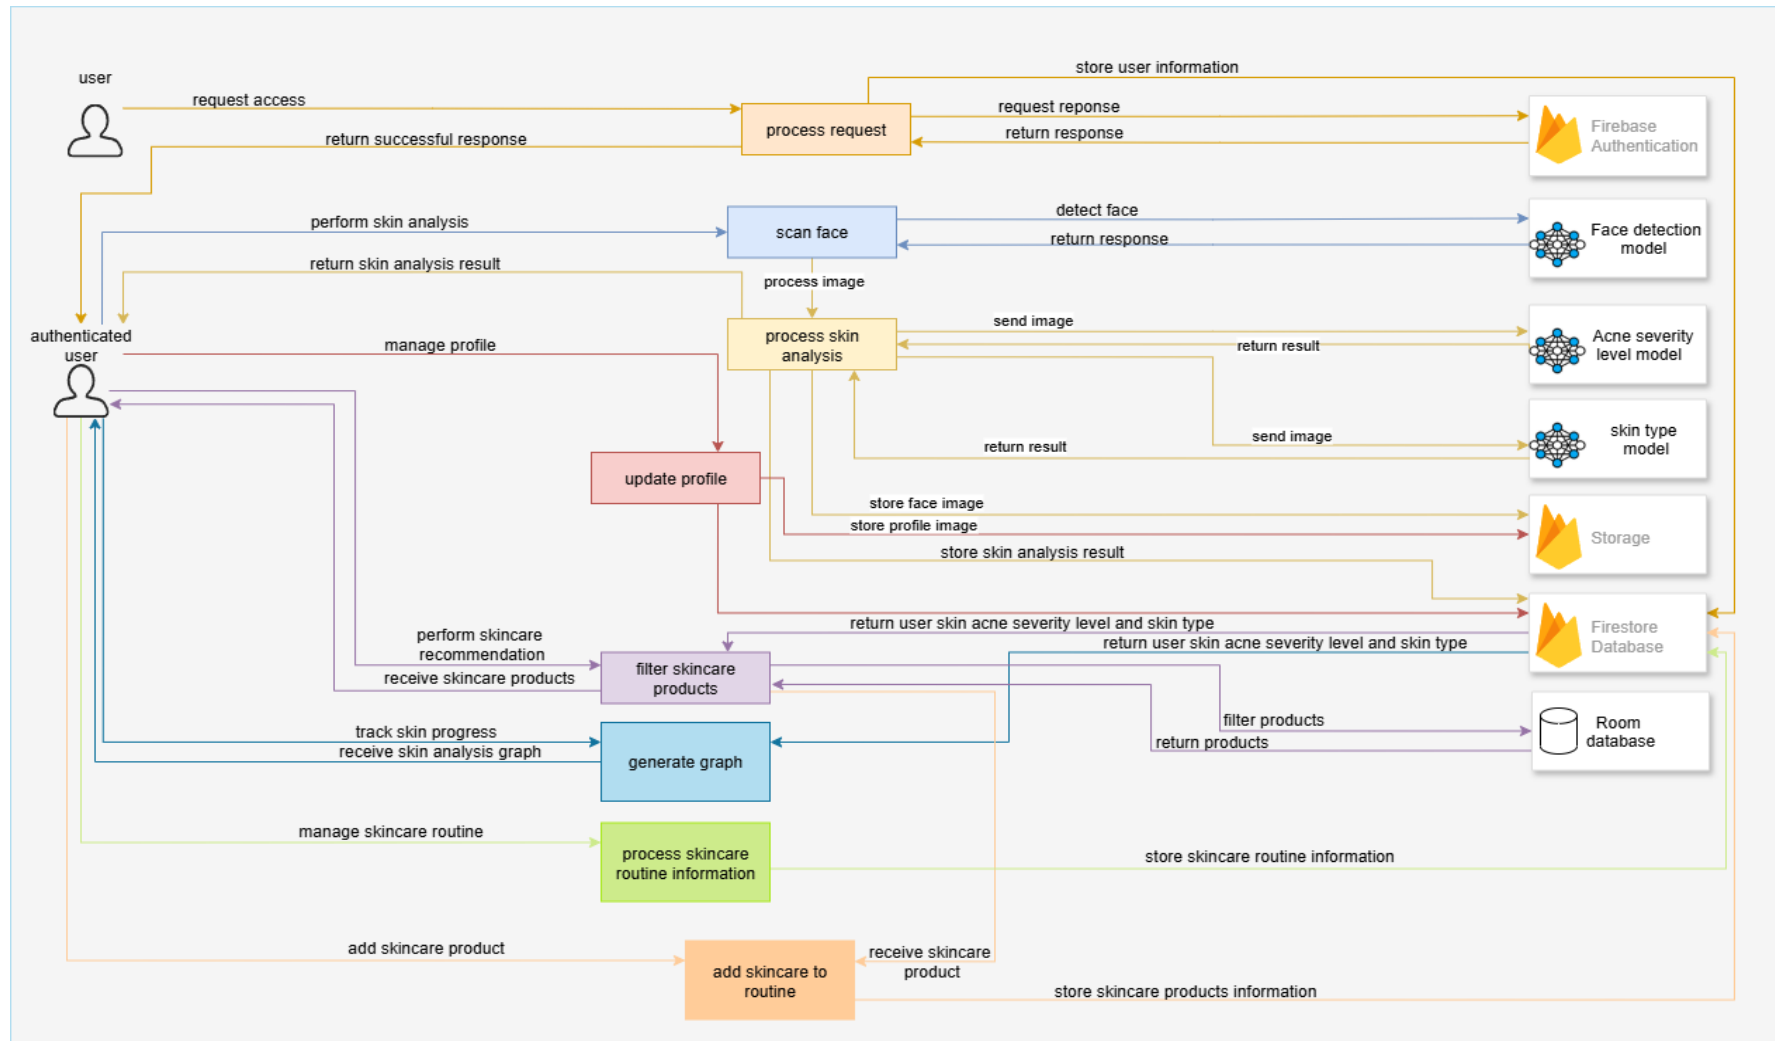 user
store user information
request access
request reponse
process request
return successful response
return response
Firebase
Authentication
perform skin analysis
scan face
detect face
return response
Face detection
model
return skin analysis result
process image
authenticated
user
manage profile
process skin
analysis
send image
return result
Acne severity
level model
return result
send image
skin type
model
update profile
store face image
store profile image
Storage
store skin analysis result
return user skin acne severity level and skin type
return user skin acne severity level and skin type
Firestore
Database
perform skincare
recommendation
receive skincare products
filter skincare
products
filter products
return products
Room
database
track skin progress
receive skin analysis graph
generate graph
manage skincare routine
process skincare
routine information
store skincare routine information
add skincare product
add skincare to
routine
receive skincare
product
store skincare products information